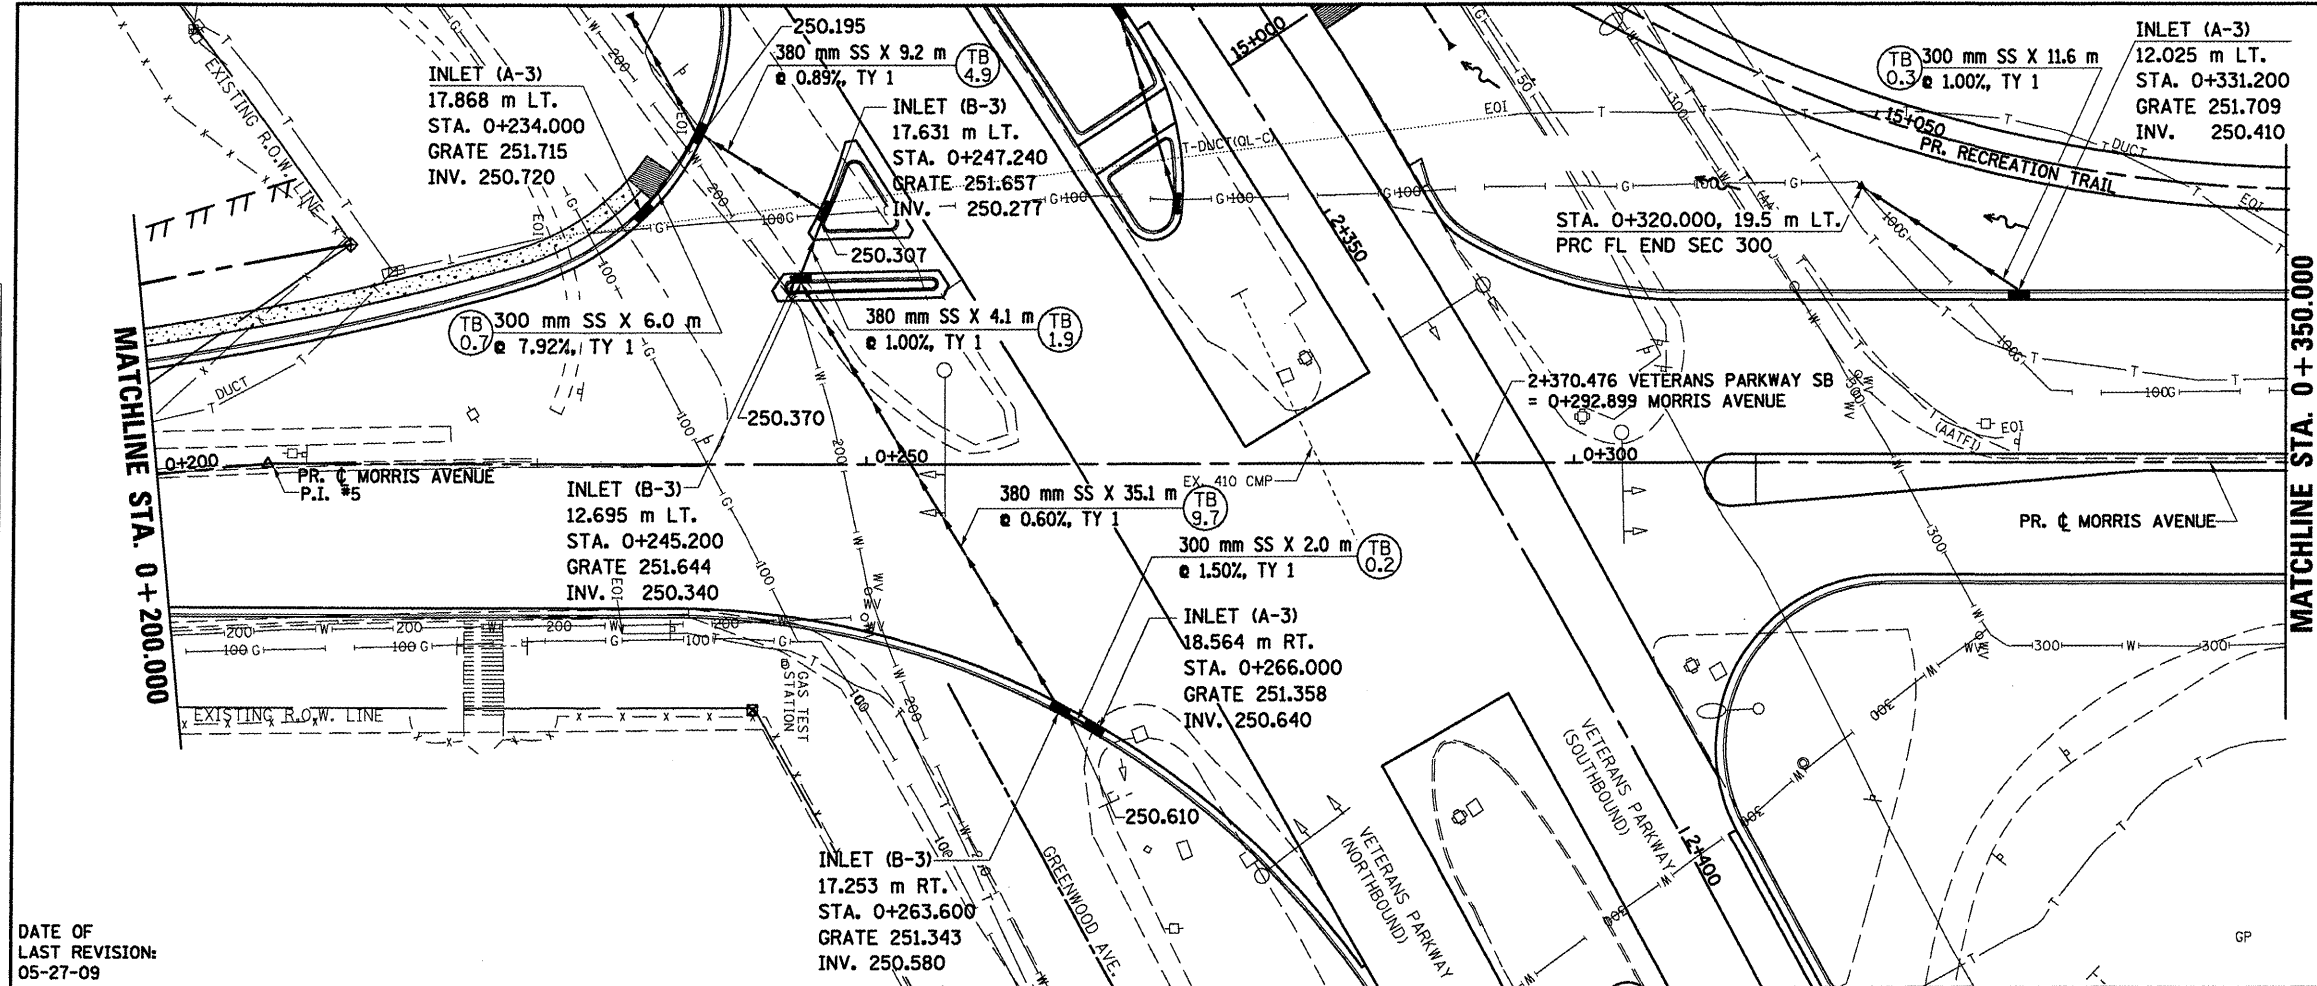 250.195
380 mm SS X 9.2 m
@ 0.89%, TY 1
TB
4.9
INLET (A-3)
17.868 m LT.
STA. 0+234.000
GRATE 251.715
INV. 250.720
INLET (B-3)
17.631 m LT.
STA. 0+247.240
GRATE 251.657
INV. 250.277
15+000
TB
0.3
300 mm SS X 11.6 m
@ 1.00%, TY 1
INLET (A-3)
12.025 m LT.
STA. 0+331.200
GRATE 251.709
INV. 250.410
EXISTING R.O.W. LINE
EOI
EOI
EOI
T-DUCT(QL-C)
15+050
PR. RECREATION TRAIL
DUCT
EOI
STA. 0+320.000, 19.5 m LT.
PRC FL END SEC 300
2+350
250.307
TB
0.7
300 mm SS X 6.0 m
@ 7.92%, TY 1
380 mm SS X 4.1 m
@ 1.00%, TY 1
TB
1.9
DUCT
250.370
2+370.476 VETERANS PARKWAY SB
= 0+292.899 MORRIS AVENUE
(AATFI)
EOI
MATCHLINE STA. 0+200.000
MATCHLINE STA. 0+350.000
0+200
PR. ℄ MORRIS AVENUE
P.I. #5
0+250
0+300
EX. 410 CMP
INLET (B-3)
12.695 m LT.
STA. 0+245.200
GRATE 251.644
INV. 250.340
EOI
380 mm SS X 35.1 m
@ 0.60%, TY 1
TB
9.7
300 mm SS X 2.0 m
@ 1.50%, TY 1
TB
0.2
PR. ℄ MORRIS AVENUE
INLET (A-3)
18.564 m RT.
STA. 0+266.000
GRATE 251.358
INV. 250.640
EXISTING R.O.W. LINE
GAS TEST
STATION
250.610
INLET (B-3)
17.253 m RT.
STA. 0+263.600
GRATE 251.343
INV. 250.580
GREENWOOD AVE.
VETERANS PARKWAY
(NORTHBOUND)
VETERANS PARKWAY
(SOUTHBOUND)
2+400
GP
DATE OF
LAST REVISION:
05-27-09